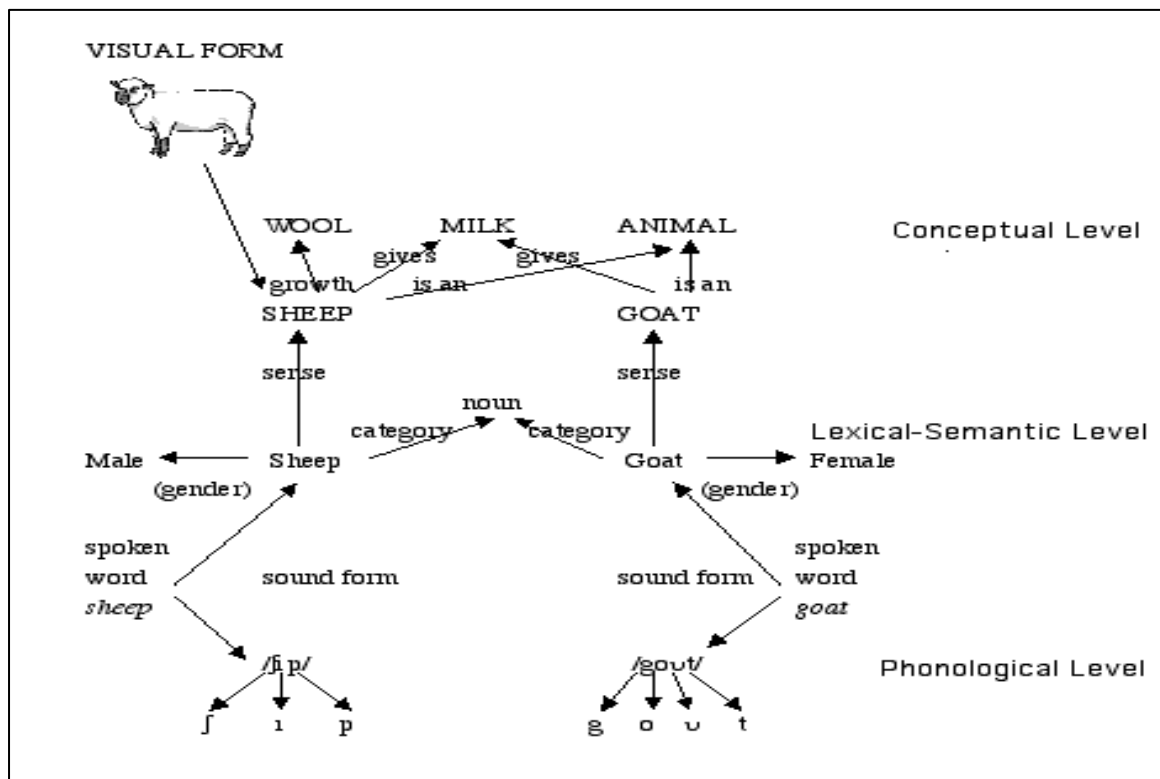 VISUAL FORM
WOOL MILK ANIMAL
Conceptual Level
gives gives
growth is an is an
SHEEP GOAT
sense sense
noun
category category
Lexical-Semantic Level
Male Sheep Goat Female
(gender) (gender)
spoken spoken
word sound form sound form word
sheep goat
/ʃıp/ /goʋt/
Phonological Level
ʃ ı p g o ʋ t